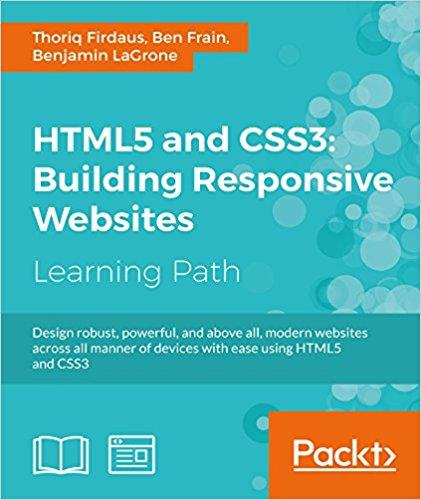 Thoriq Firdaus, Ben Frain,
Benjamin LaGrone
HTML5 and CSS3:
Building Responsive
Websites
Learning Path
Design robust, powerful, and above all, modern websites
across all manner of devices with ease using HTML5
and CSS3
Packt>